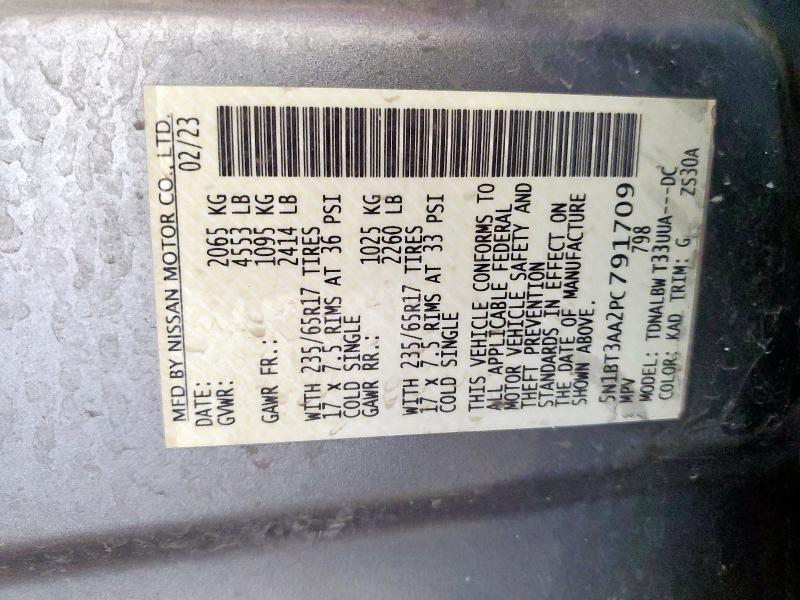 MFD BY NISSAN MOTOR CO.,LTD.
DATE: 02/23
GVWR: 2065 KG
4553 LB
GAWR FR.: 1095 KG
2414 LB
WITH 235/65R17 TIRES
17 X 7.5 RIMS AT 36 PSI
COLD SINGLE
GAWR RR.: 1025 KG
2260 LB
WITH 235/65R17 TIRES
17 X 7.5 RIMS AT 33 PSI
COLD SINGLE
THIS VEHICLE CONFORMS TO
ALL APPLICABLE FEDERAL
MOTOR VEHICLE SAFETY AND
THEFT PREVENTION
STANDARDS IN EFFECT ON
THE DATE OF MANUFACTURE
SHOWN ABOVE.
5N1BT3AA2PC791709
MPV 798
MODEL: TDNALBW T33UUA---DC
COLOR: KAD TRIM: G ZS30A